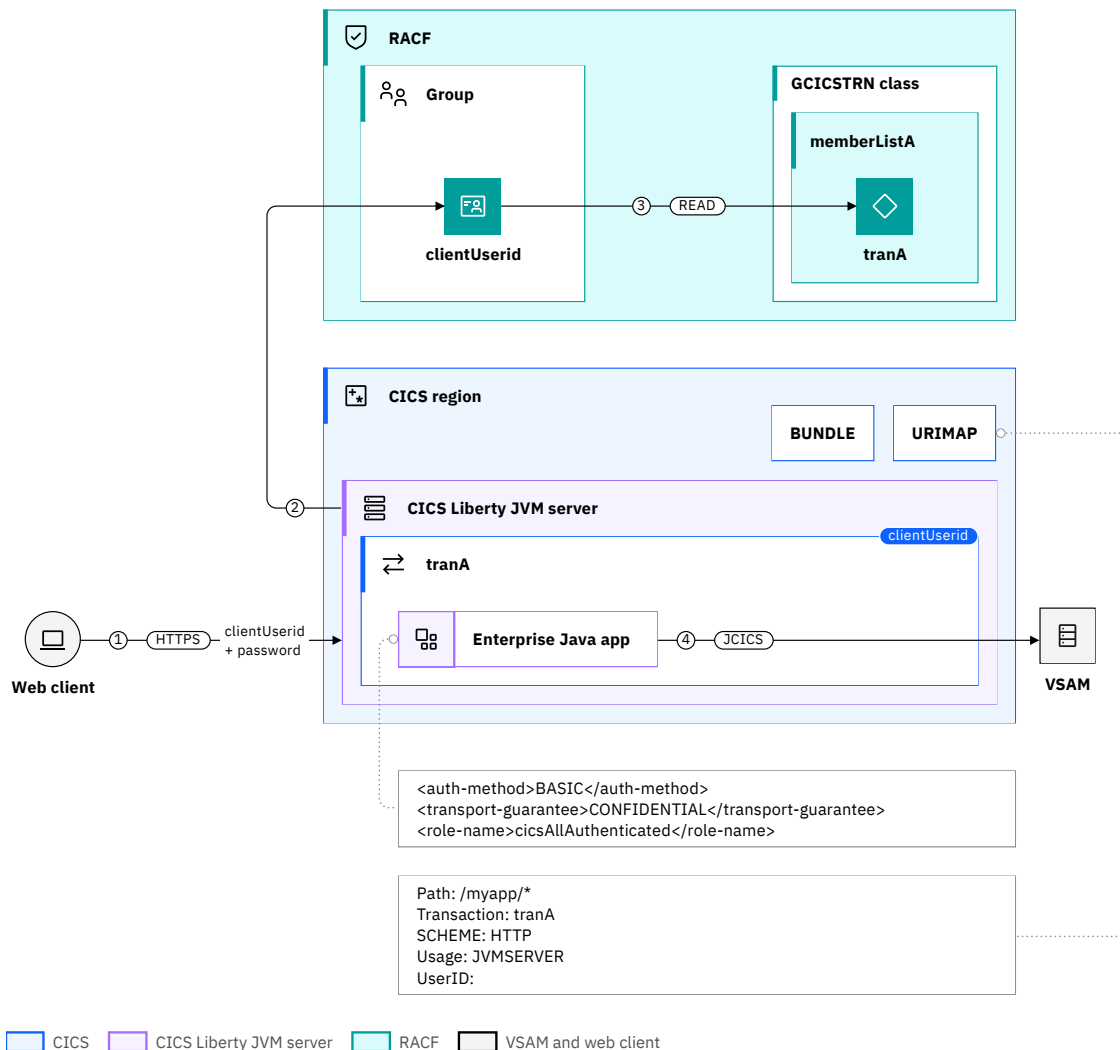 RACF
Group
GCICSTRN class
memberListA
3
READ
clientUserid
tranA
CICS region
BUNDLE
URIMAP
2
CICS Liberty JVM server
clientUserid
tranA
1
HTTPS
clientUserid
+ password
Enterprise Java app
4
JCICS
Web client
VSAM
<auth-method>BASIC</auth-method>
<transport-guarantee>CONFIDENTIAL</transport-guarantee>
<role-name>cicsAllAuthenticated</role-name>
Path: /myapp/*
Transaction: tranA
SCHEME: HTTP
Usage: JVMSERVER
UserID:
CICS
CICS Liberty JVM server
RACF
VSAM and web client